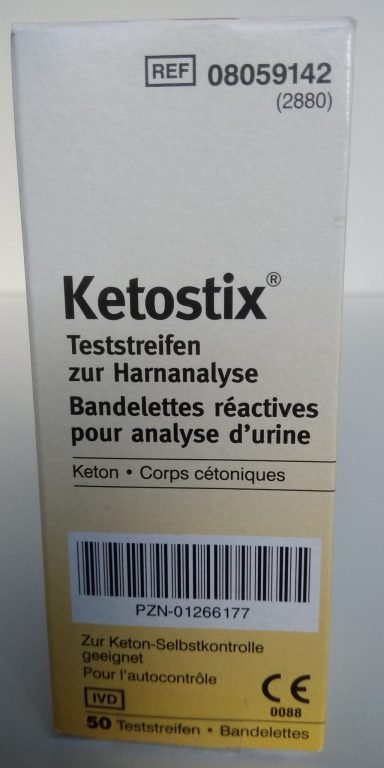 REF 08059142
(2880)
Ketostix®
Teststreifen
zur Harnanalyse
Bandelettes réactives
pour analyse d'urine
Keton • Corps cétoniques
PZN-01266177
Zur Keton-Selbstkontrolle
geeignet
Pour l'autocontrôle
IVD
CE
0088
50 Teststreifen • Bandelettes